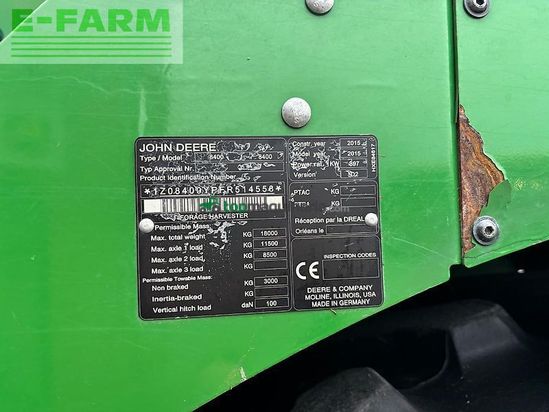 E-FARM
JOHN DEERE
Type / Model 8400 8400
Typ Approval Nr.
Product Identification Number
*1Z08400YPFR514556*
FORAGE HARVESTER
Permissible Mass:
Max. total weight KG 18000
Max. axle 1 load KG 11500
Max. axle 2 load KG 8500
Max. axle 3 load KG
Permissible Towable Mass:
Non braked KG 3000
Inertia-braked KG
Vertical hitch load daN 100
Constr. year 2015
Model year 2015
Power rat. KW 397
Version 302
PTAC KG
KG
Réception par la DREAL
Orléans le
INSPECTION CODES
CE
DEERE & COMPANY
MOLINE, ILLINOIS, USA
MADE IN GERMANY